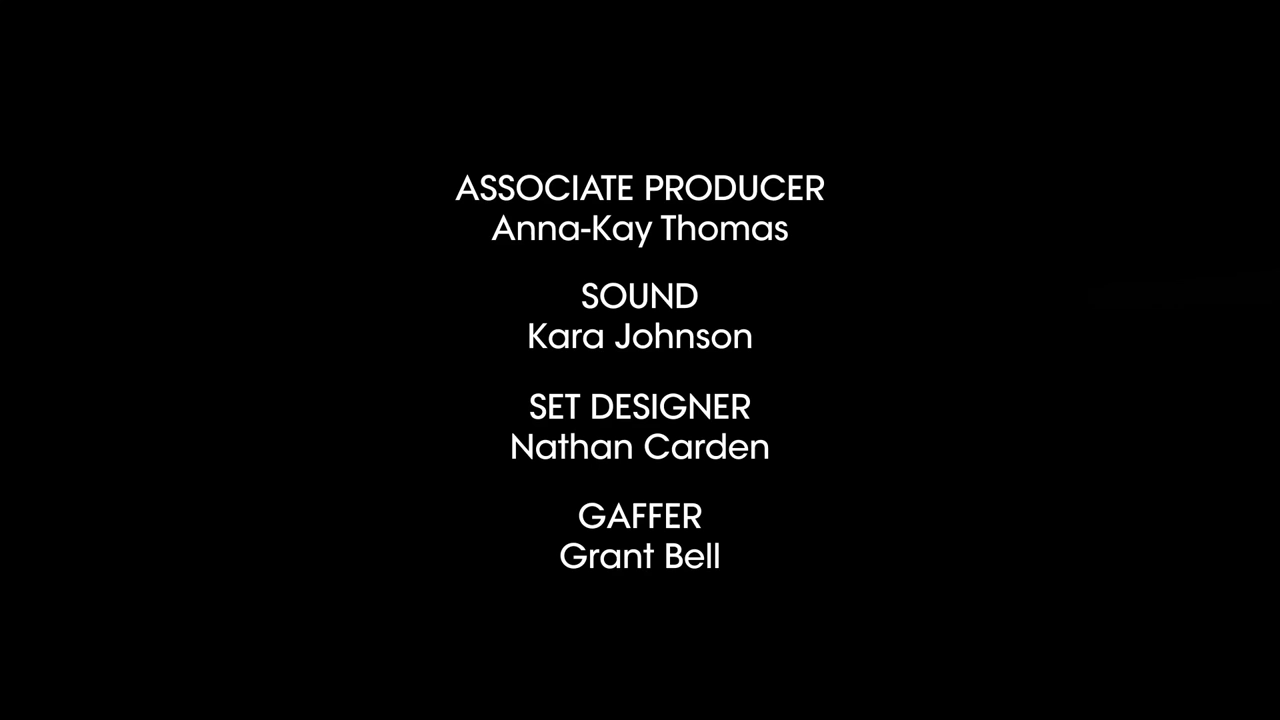 ASSOCIATE PRODUCER
Anna-Kay Thomas
SOUND
Kara Johnson
SET DESIGNER
Nathan Carden
GAFFER
Grant Bell